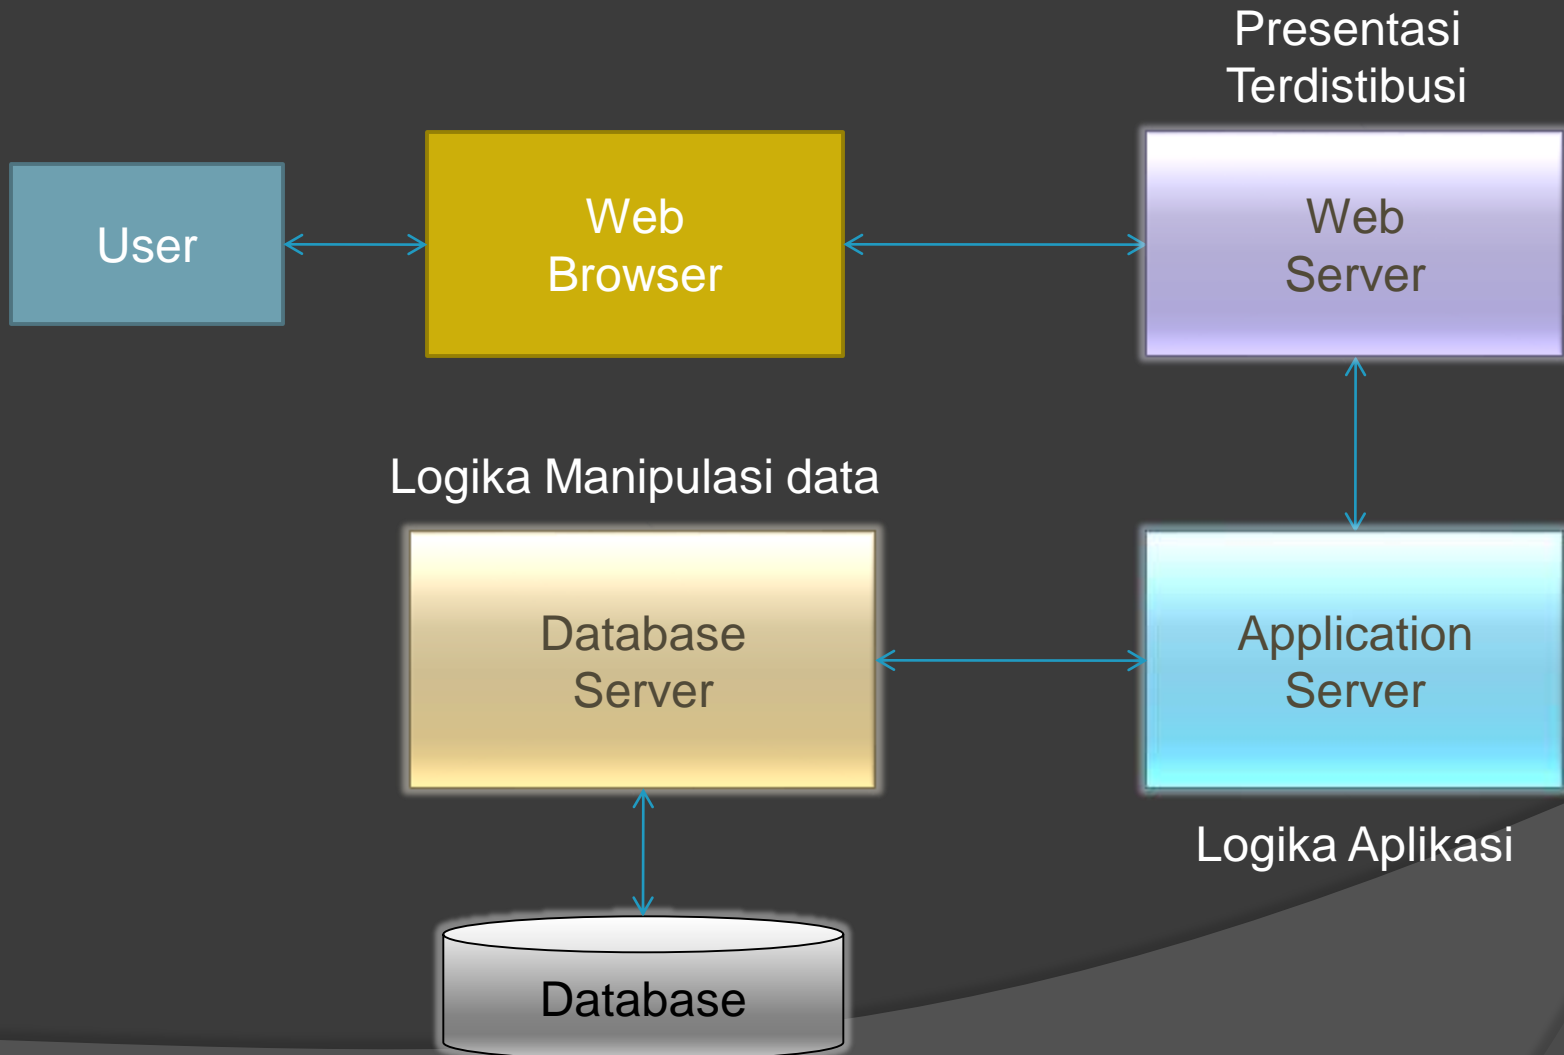 Presentasi
Terdistibusi
User
Web
Browser
Web
Server
Logika Manipulasi data
Database
Server
Application
Server
Logika Aplikasi
Database